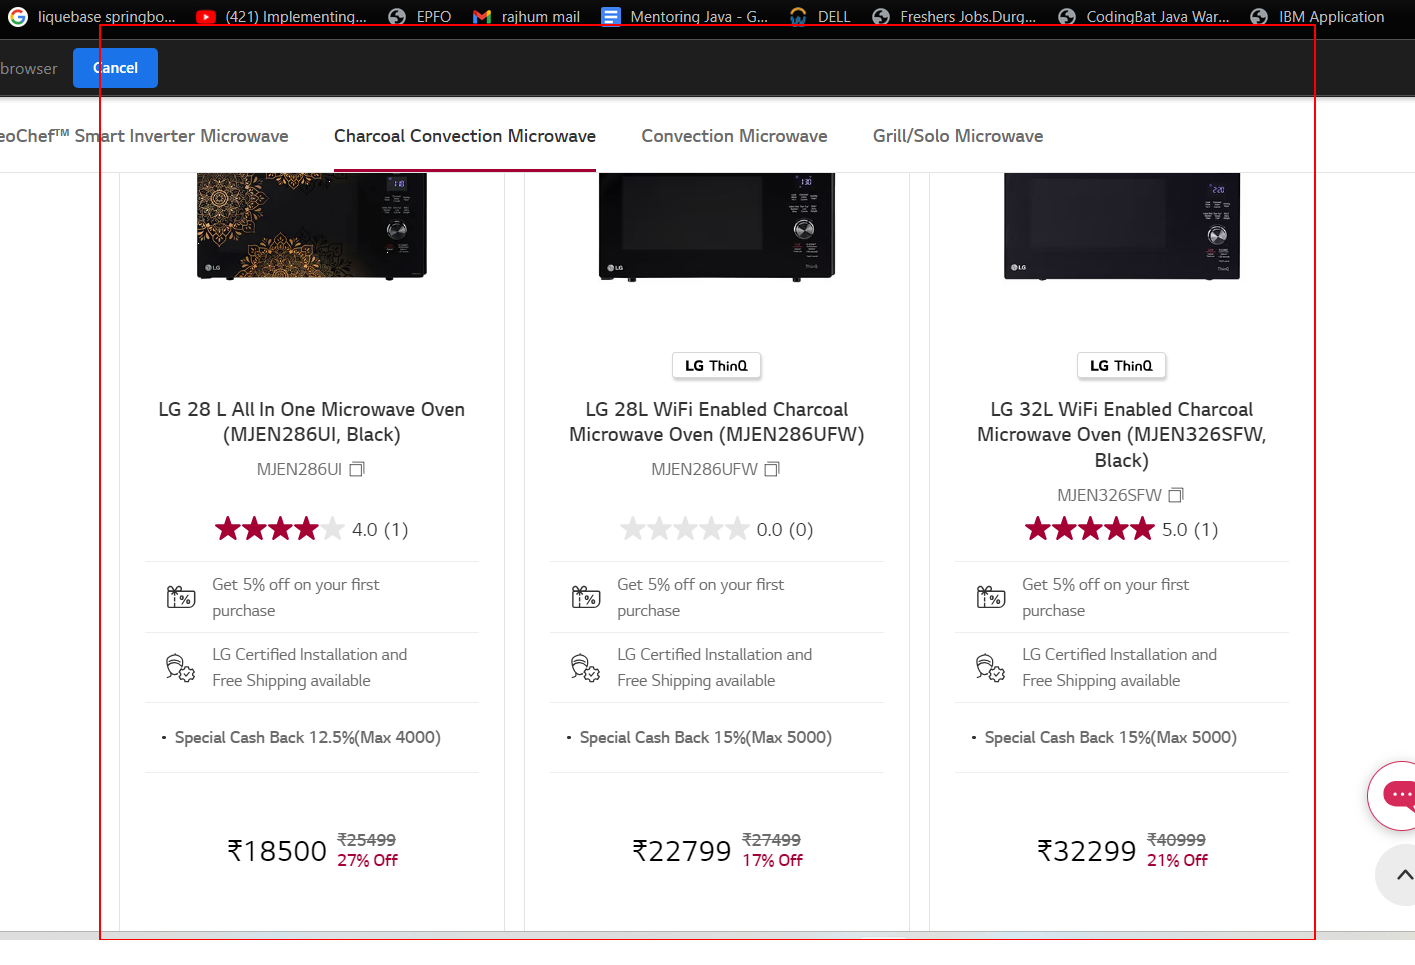 liquebase springbo... (421) Implementing... EPFO rajhum mail Mentoring Java - G... DELL Freshers Jobs.Durg... CodingBat Java War... IBM Application
browser Cancel
eoChef™ Smart Inverter Microwave Charcoal Convection Microwave Convection Microwave Grill/Solo Microwave
LG LG ThinQ LG ThinQ
LG ThinQ LG ThinQ
LG 28 L All In One Microwave Oven
(MJEN286UI, Black)
MJEN286UI
4.0 (1)
Get 5% off on your first
purchase
LG Certified Installation and
Free Shipping available
• Special Cash Back 12.5%(Max 4000)
₹18500 ₹25499
27% Off
LG 28L WiFi Enabled Charcoal
Microwave Oven (MJEN286UFW)
MJEN286UFW
0.0 (0)
Get 5% off on your first
purchase
LG Certified Installation and
Free Shipping available
• Special Cash Back 15%(Max 5000)
₹22799 ₹27499
17% Off
LG 32L WiFi Enabled Charcoal
Microwave Oven (MJEN326SFW,
Black)
MJEN326SFW
5.0 (1)
Get 5% off on your first
purchase
LG Certified Installation and
Free Shipping available
• Special Cash Back 15%(Max 5000)
₹32299 ₹40999
21% Off